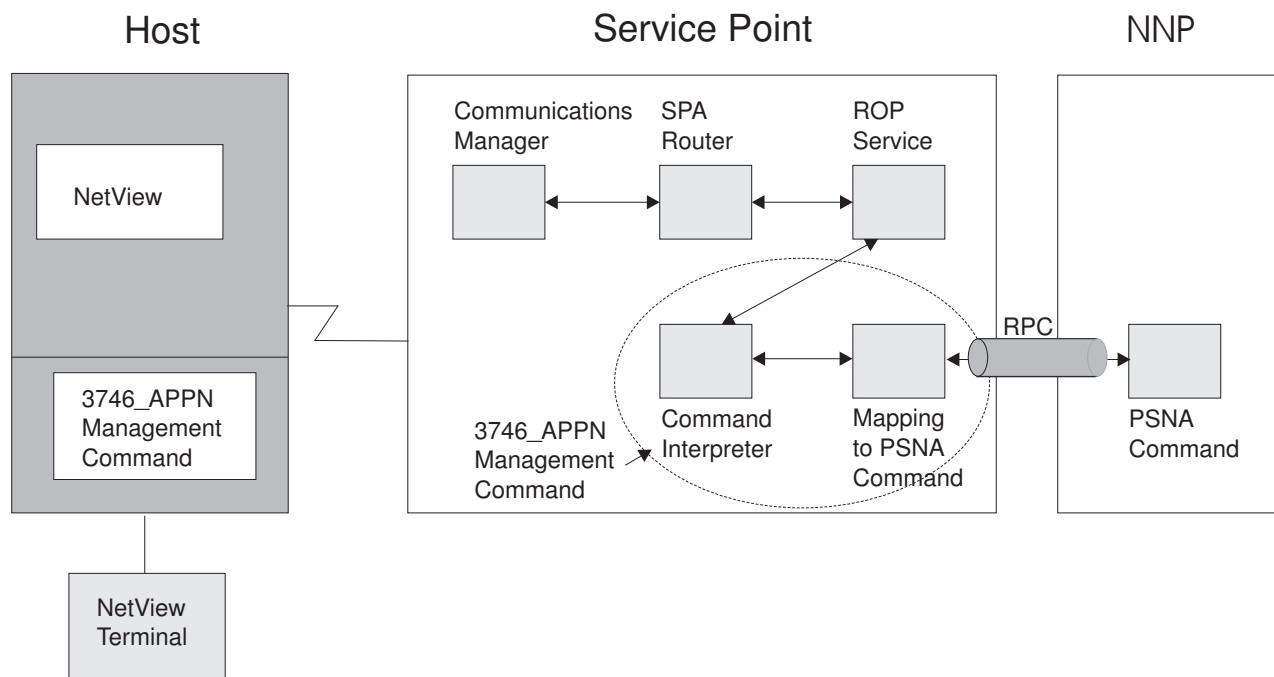 Host
Service Point
NNP
NetView
3746_APPN
Management
Command
NetView
Terminal
Communications
Manager
SPA
Router
ROP
Service
3746_APPN
Management
Command
Command
Interpreter
Mapping
to PSNA
Command
RPC
PSNA
Command